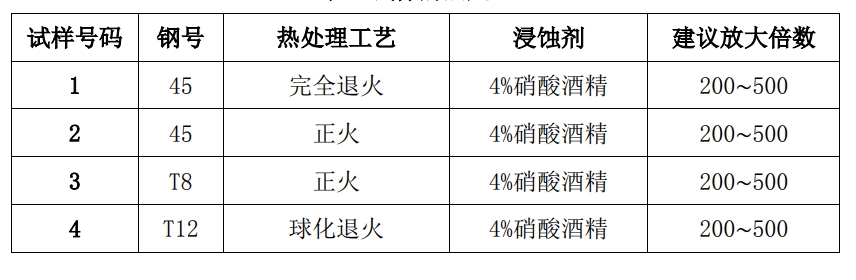 试样号码 钢号 热处理工艺 浸蚀剂 建议放大倍数
1 45 完全退火 4%硝酸酒精 200~500
2 45 正火 4%硝酸酒精 200~500
3 T8 正火 4%硝酸酒精 200~500
4 T12 球化退火 4%硝酸酒精 200~500